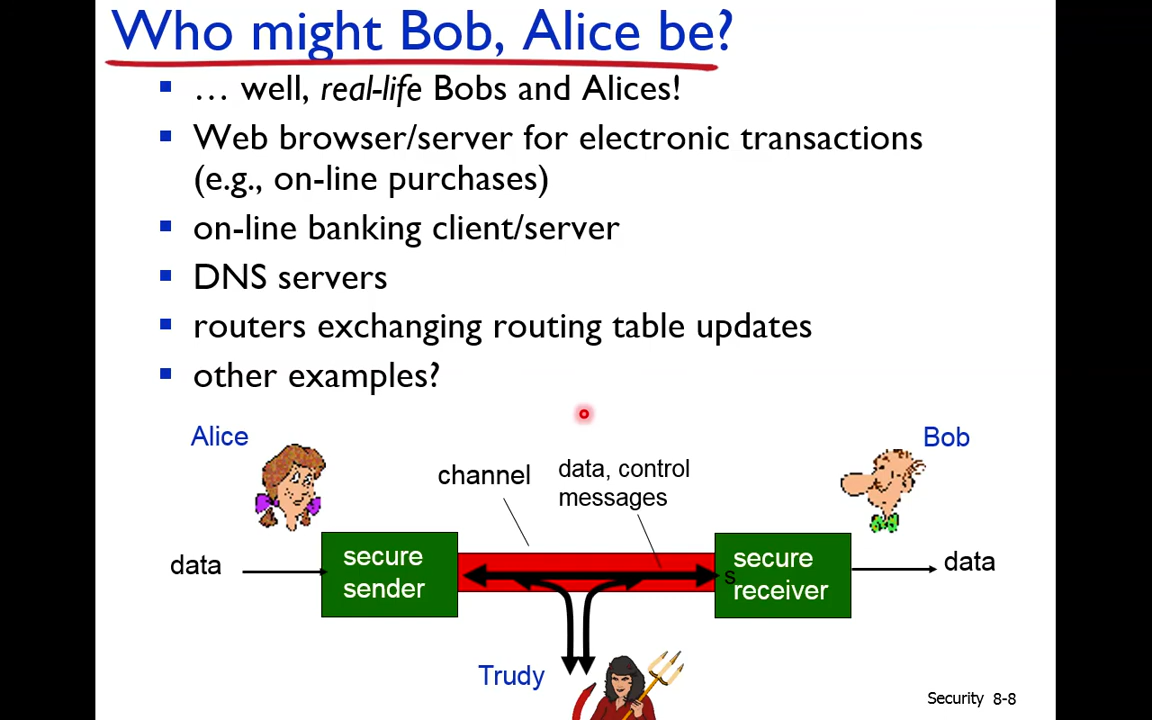 Who might Bob, Alice be?
… well, real-life Bobs and Alices!
Web browser/server for electronic transactions
(e.g., on-line purchases)
on-line banking client/server
DNS servers
routers exchanging routing table updates
other examples?
Alice
Bob
channel
data, control
messages
data
secure
sender
s
secure
receiver
data
Trudy
Security 8-8